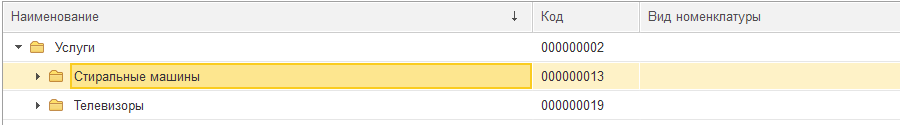 Наименование ↓ Код Вид номенклатуры
Услуги 000000002
Стиральные машины 000000013
Телевизоры 000000019